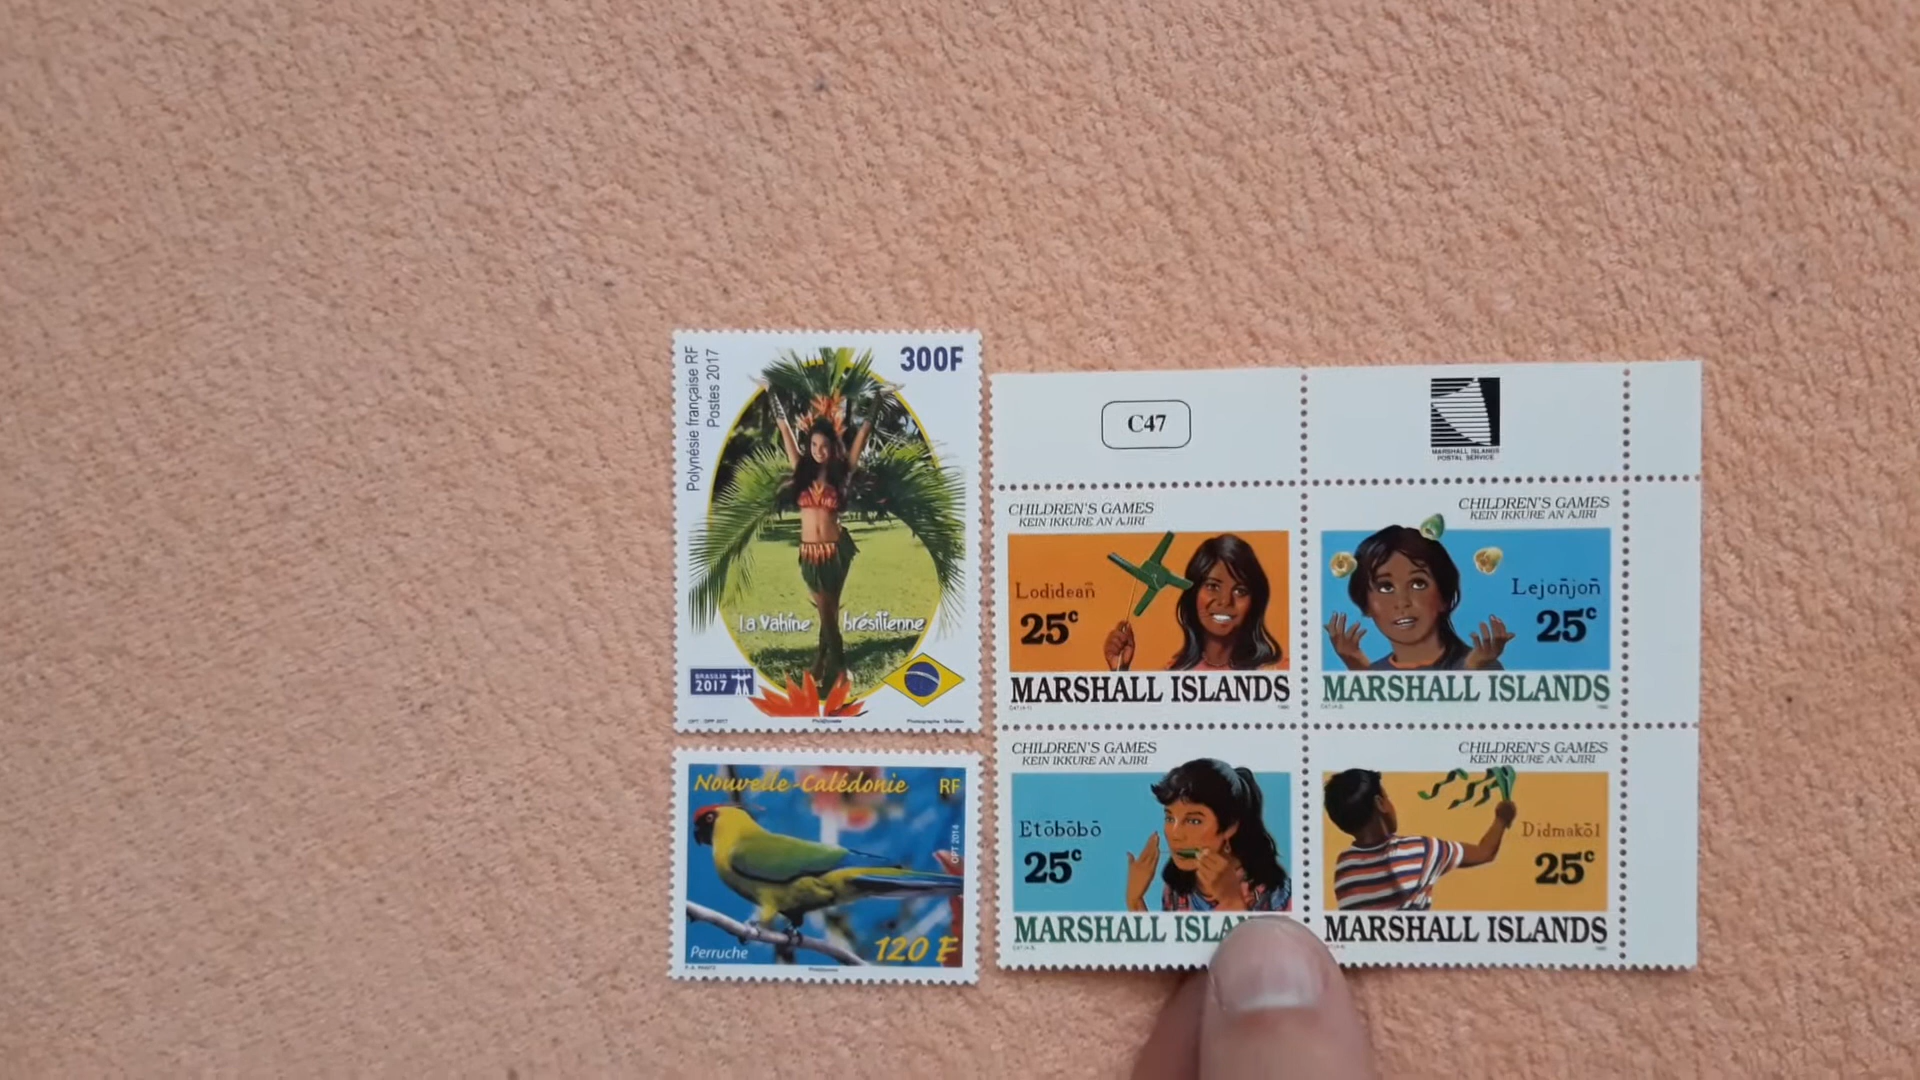 Polynésie française RF
Postes 2017
300F
La vahine brésilienne
BRASILIA
2017
Nouvelle-Calédonie
RF
OPT 2014
Perruche
120 F
C47
MARSHALL ISLANDS
POSTAL SERVICE
CHILDREN'S GAMES
KEIN IKKURE AN AJIRI
Lodideañ
25c
MARSHALL ISLANDS
CHILDREN'S GAMES
KEIN IKKURE AN AJIRI
Lejoñjoñ
25c
MARSHALL ISLANDS
CHILDREN'S GAMES
KEIN IKKURE AN AJIRI
Etōbōbō
25c
MARSHALL ISLA
CHILDREN'S GAMES
KEIN IKKURE AN AJIRI
Didmakōl
25c
MARSHALL ISLANDS